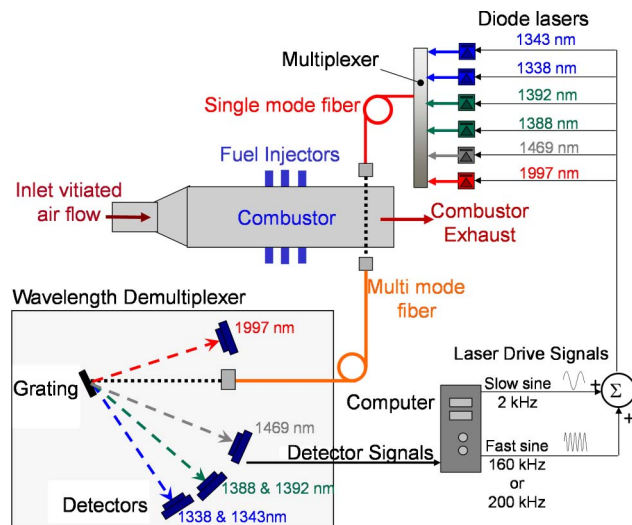 Diode lasers
1343 nm
Multiplexer
1338 nm
Single mode fiber
1392 nm
1388 nm
Fuel Injectors
1469 nm
1997 nm
Inlet vitiated
air flow
Combustor
Combustor
Exhaust
Multi mode
fiber
Wavelength Demultiplexer
1997 nm
Grating
Laser Drive Signals
Computer
Slow sine
2 kHz
+
Σ
+
1469 nm
Detector Signals
Fast sine
160 kHz
or
200 kHz
1388 & 1392 nm
Detectors
1338 & 1343nm